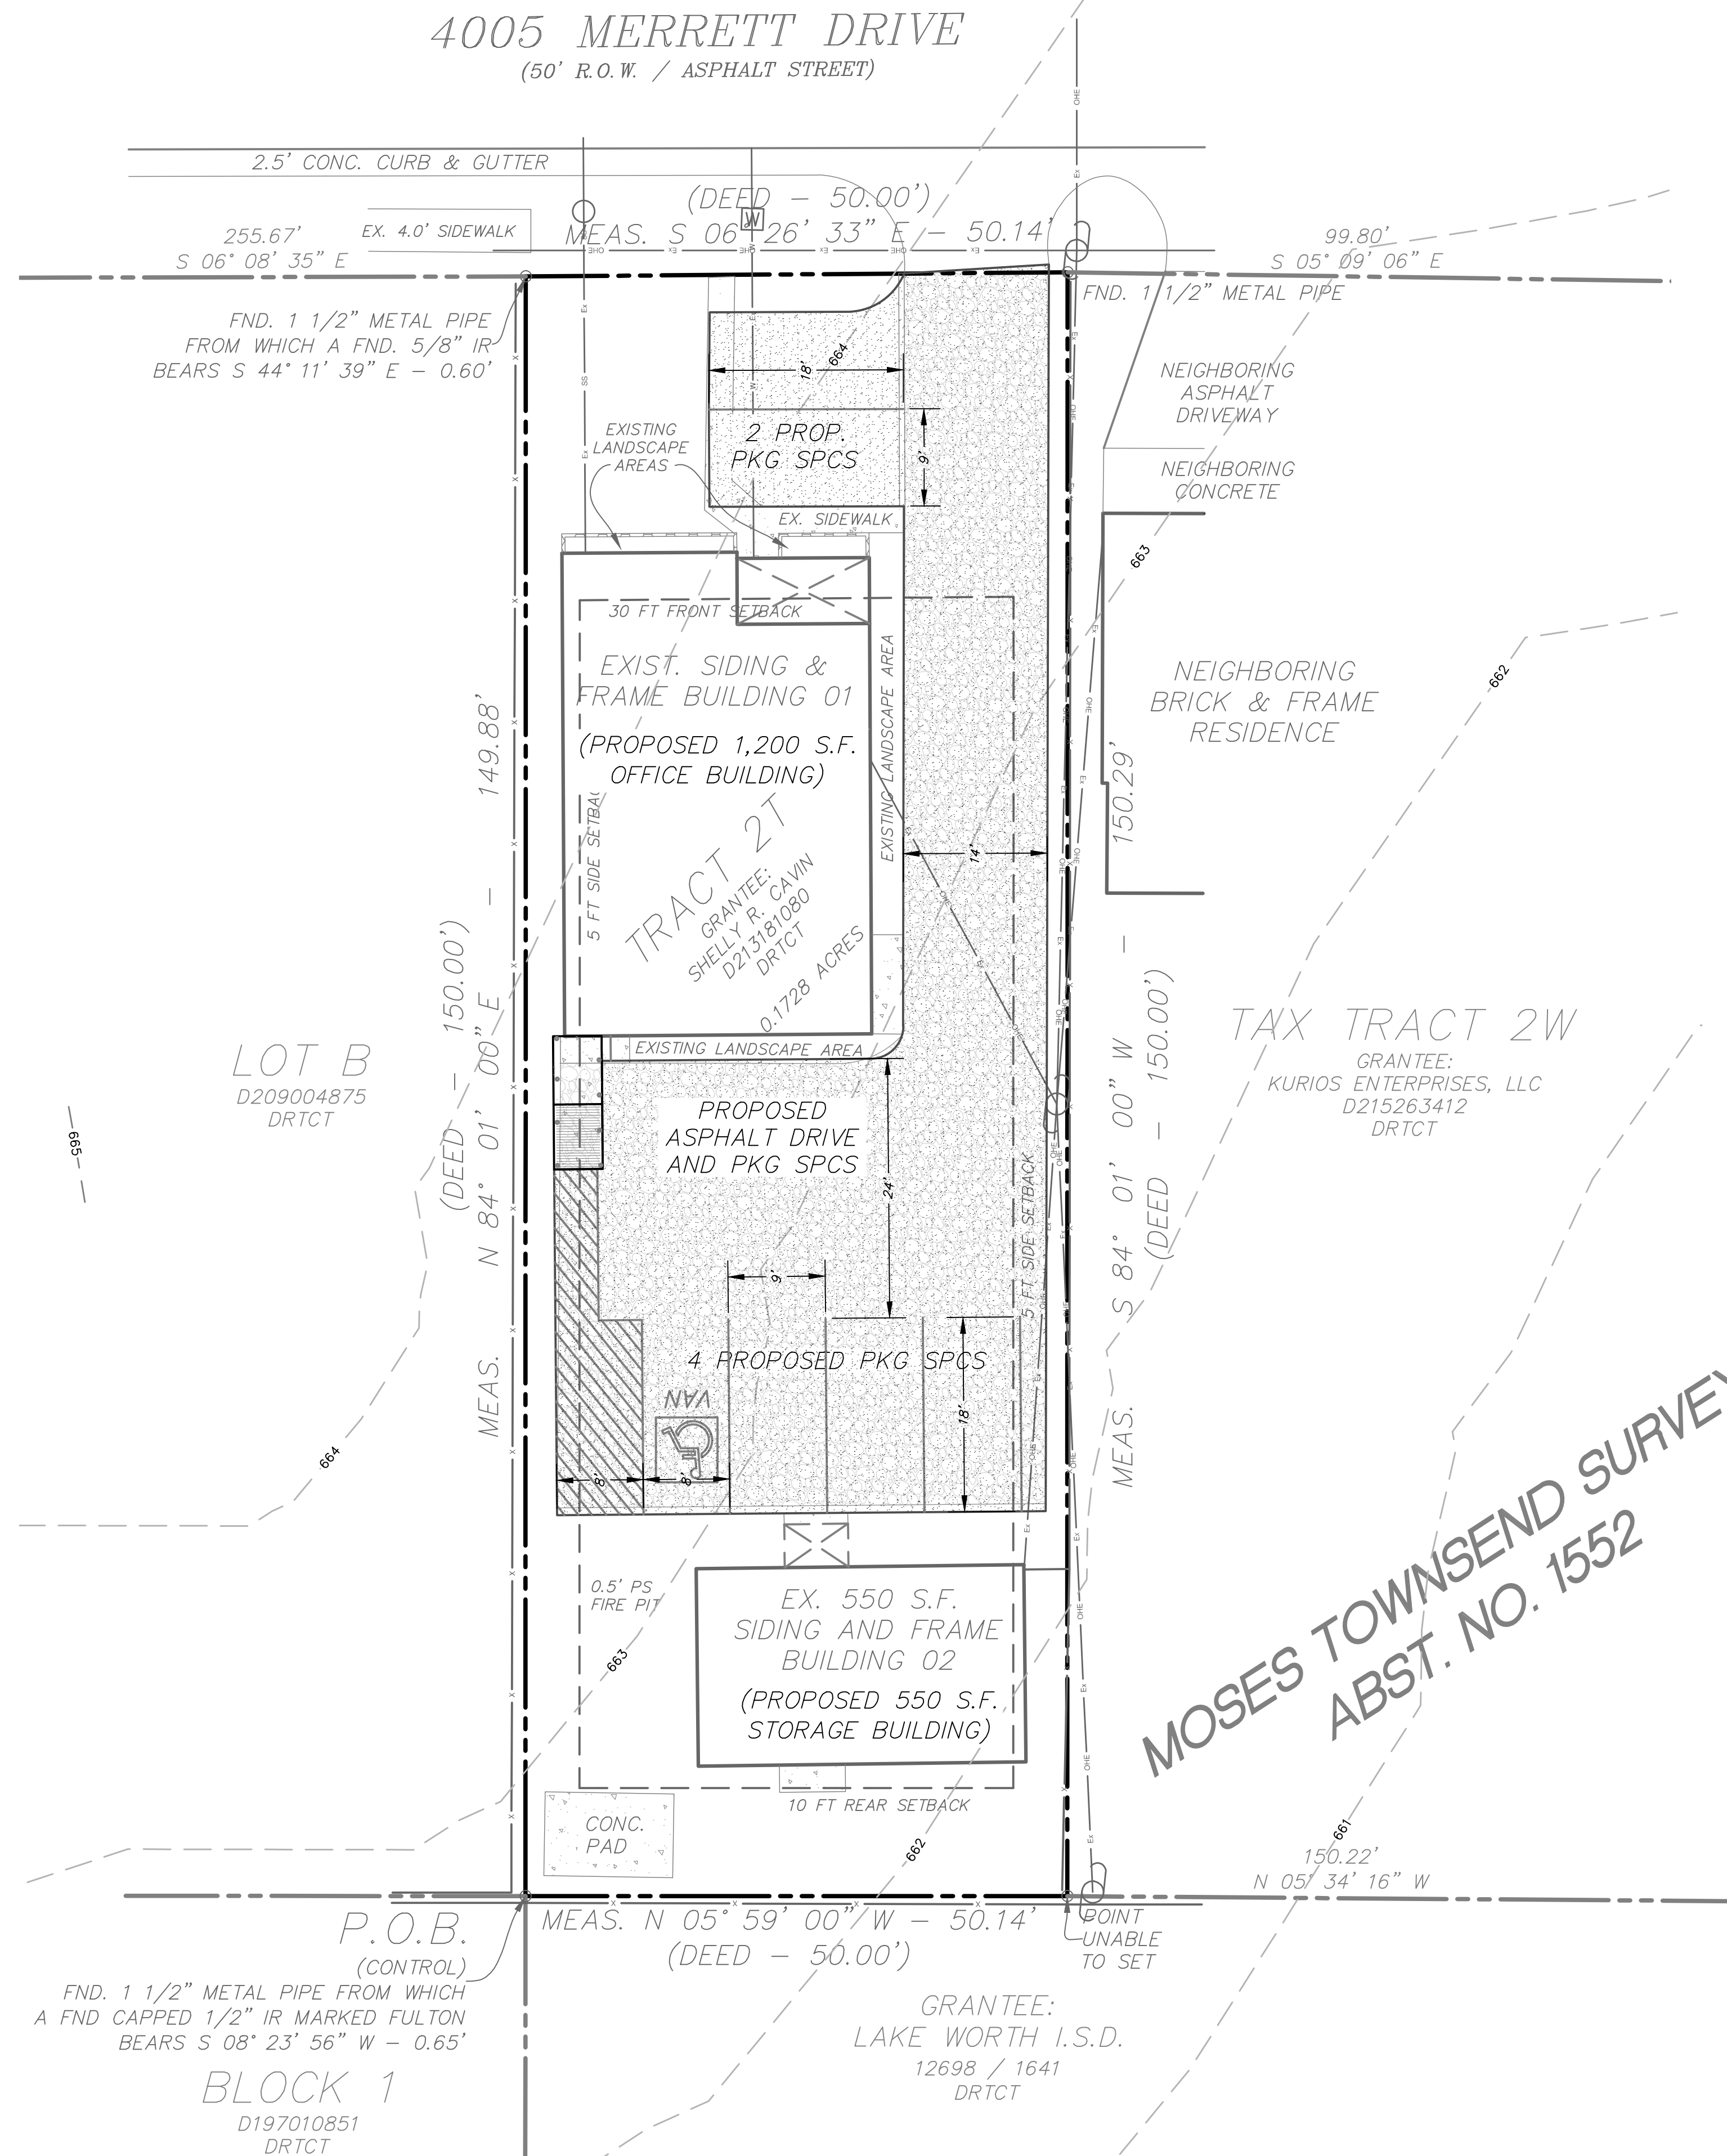 4005 MERRETT DRIVE
(50' R.O.W. / ASPHALT STREET)
2.5' CONC. CURB & GUTTER
(DEED – 50.00')
MEAS. S 06° 26' 33" E – 50.14'
EX. 4.0' SIDEWALK
W
255.67'
S 06° 08' 35" E
99.80'
S 05° 09' 06" E
FND. 1 1/2" METAL PIPE
FROM WHICH A FND. 5/8" IR
BEARS S 44° 11' 39" E – 0.60'
FND. 1 1/2" METAL PIPE
NEIGHBORING
ASPHALT
DRIVEWAY
NEIGHBORING
CONCRETE
664
18'
9'
2 PROP.
PKG SPCS
EXISTING
LANDSCAPE
AREAS
EX. SIDEWALK
663
30 FT FRONT SETBACK
EXIST. SIDING &
FRAME BUILDING 01
(PROPOSED 1,200 S.F.
OFFICE BUILDING)
EXISTING LANDSCAPE AREA
NEIGHBORING
BRICK & FRAME
RESIDENCE
662
5 FT SIDE SETBAC
TRACT 2T
GRANTEE:
SHELLY R. CAVIN
D213181080
DRTCT
0.1728 ACRES
14'
MEAS. N 84° 01' 00" E – 149.88'
(DEED – 150.00')
MEAS. S 84° 01' 00" W – 150.29'
(DEED – 150.00')
LOT B
D209004875
DRTCT
665
TAX TRACT 2W
GRANTEE:
KURIOS ENTERPRISES, LLC
D215263412
DRTCT
EXISTING LANDSCAPE AREA
PROPOSED
ASPHALT DRIVE
AND PKG SPCS
24'
5 FT SIDE SETBACK
9'
4 PROPOSED PKG SPCS
VAN
18'
8'
8'
664
0.5' PS
FIRE PIT
663
EX. 550 S.F.
SIDING AND FRAME
BUILDING 02
(PROPOSED 550 S.F.
STORAGE BUILDING)
10 FT REAR SETBACK
CONC.
PAD
662
661
MOSES TOWNSEND SURVEY
ABST. NO. 1552
150.22'
N 05° 34' 16" W
MEAS. N 05° 59' 00" W – 50.14'
(DEED – 50.00')
POINT
UNABLE
TO SET
P.O.B.
(CONTROL)
FND. 1 1/2" METAL PIPE FROM WHICH
A FND CAPPED 1/2" IR MARKED FULTON
BEARS S 08° 23' 56" W – 0.65'
BLOCK 1
D197010851
DRTCT
GRANTEE:
LAKE WORTH I.S.D.
12698 / 1641
DRTCT